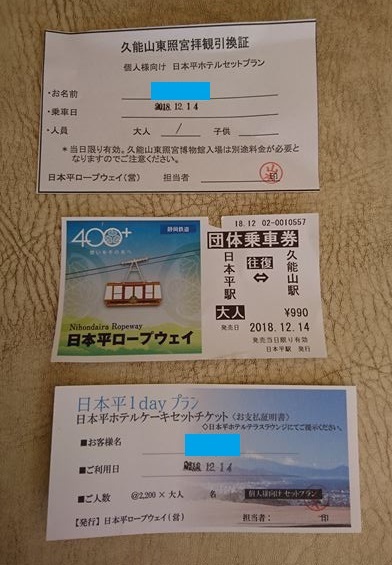 久能山東照宮拝観引換証
個人様向け 日本平ホテルセットプラン
・お名前
・乗車日 2018.12.14
・人員 大人 / 子供
＊当日限り有効。久能山東照宮博物館入場は別途料金が必要と
なりますのでご注意ください。
日本平ロープウェイ(営) 担当者 印
400+
静岡鉄道
Nihondaira Ropeway
日本平ロープウェイ
18.12 02-0010557
団体乗車券
日本平駅 往復 ⇔ 久能山駅
大人 ¥990
発売日 2018.12.14
発売当日限り有効
日本平駅 発行
日本平1dayプラン
日本平ホテルケーキセットチケット〈お支払証明書〉
◇日本平ホテルテラスラウンジにてご提示ください。
■お客様名
■ご利用日 2018.12.14
■ご人数 @2,200 × 大人 名 個人様向け セットプラン
【発行】日本平ロープウェイ(営) 担当者: 印